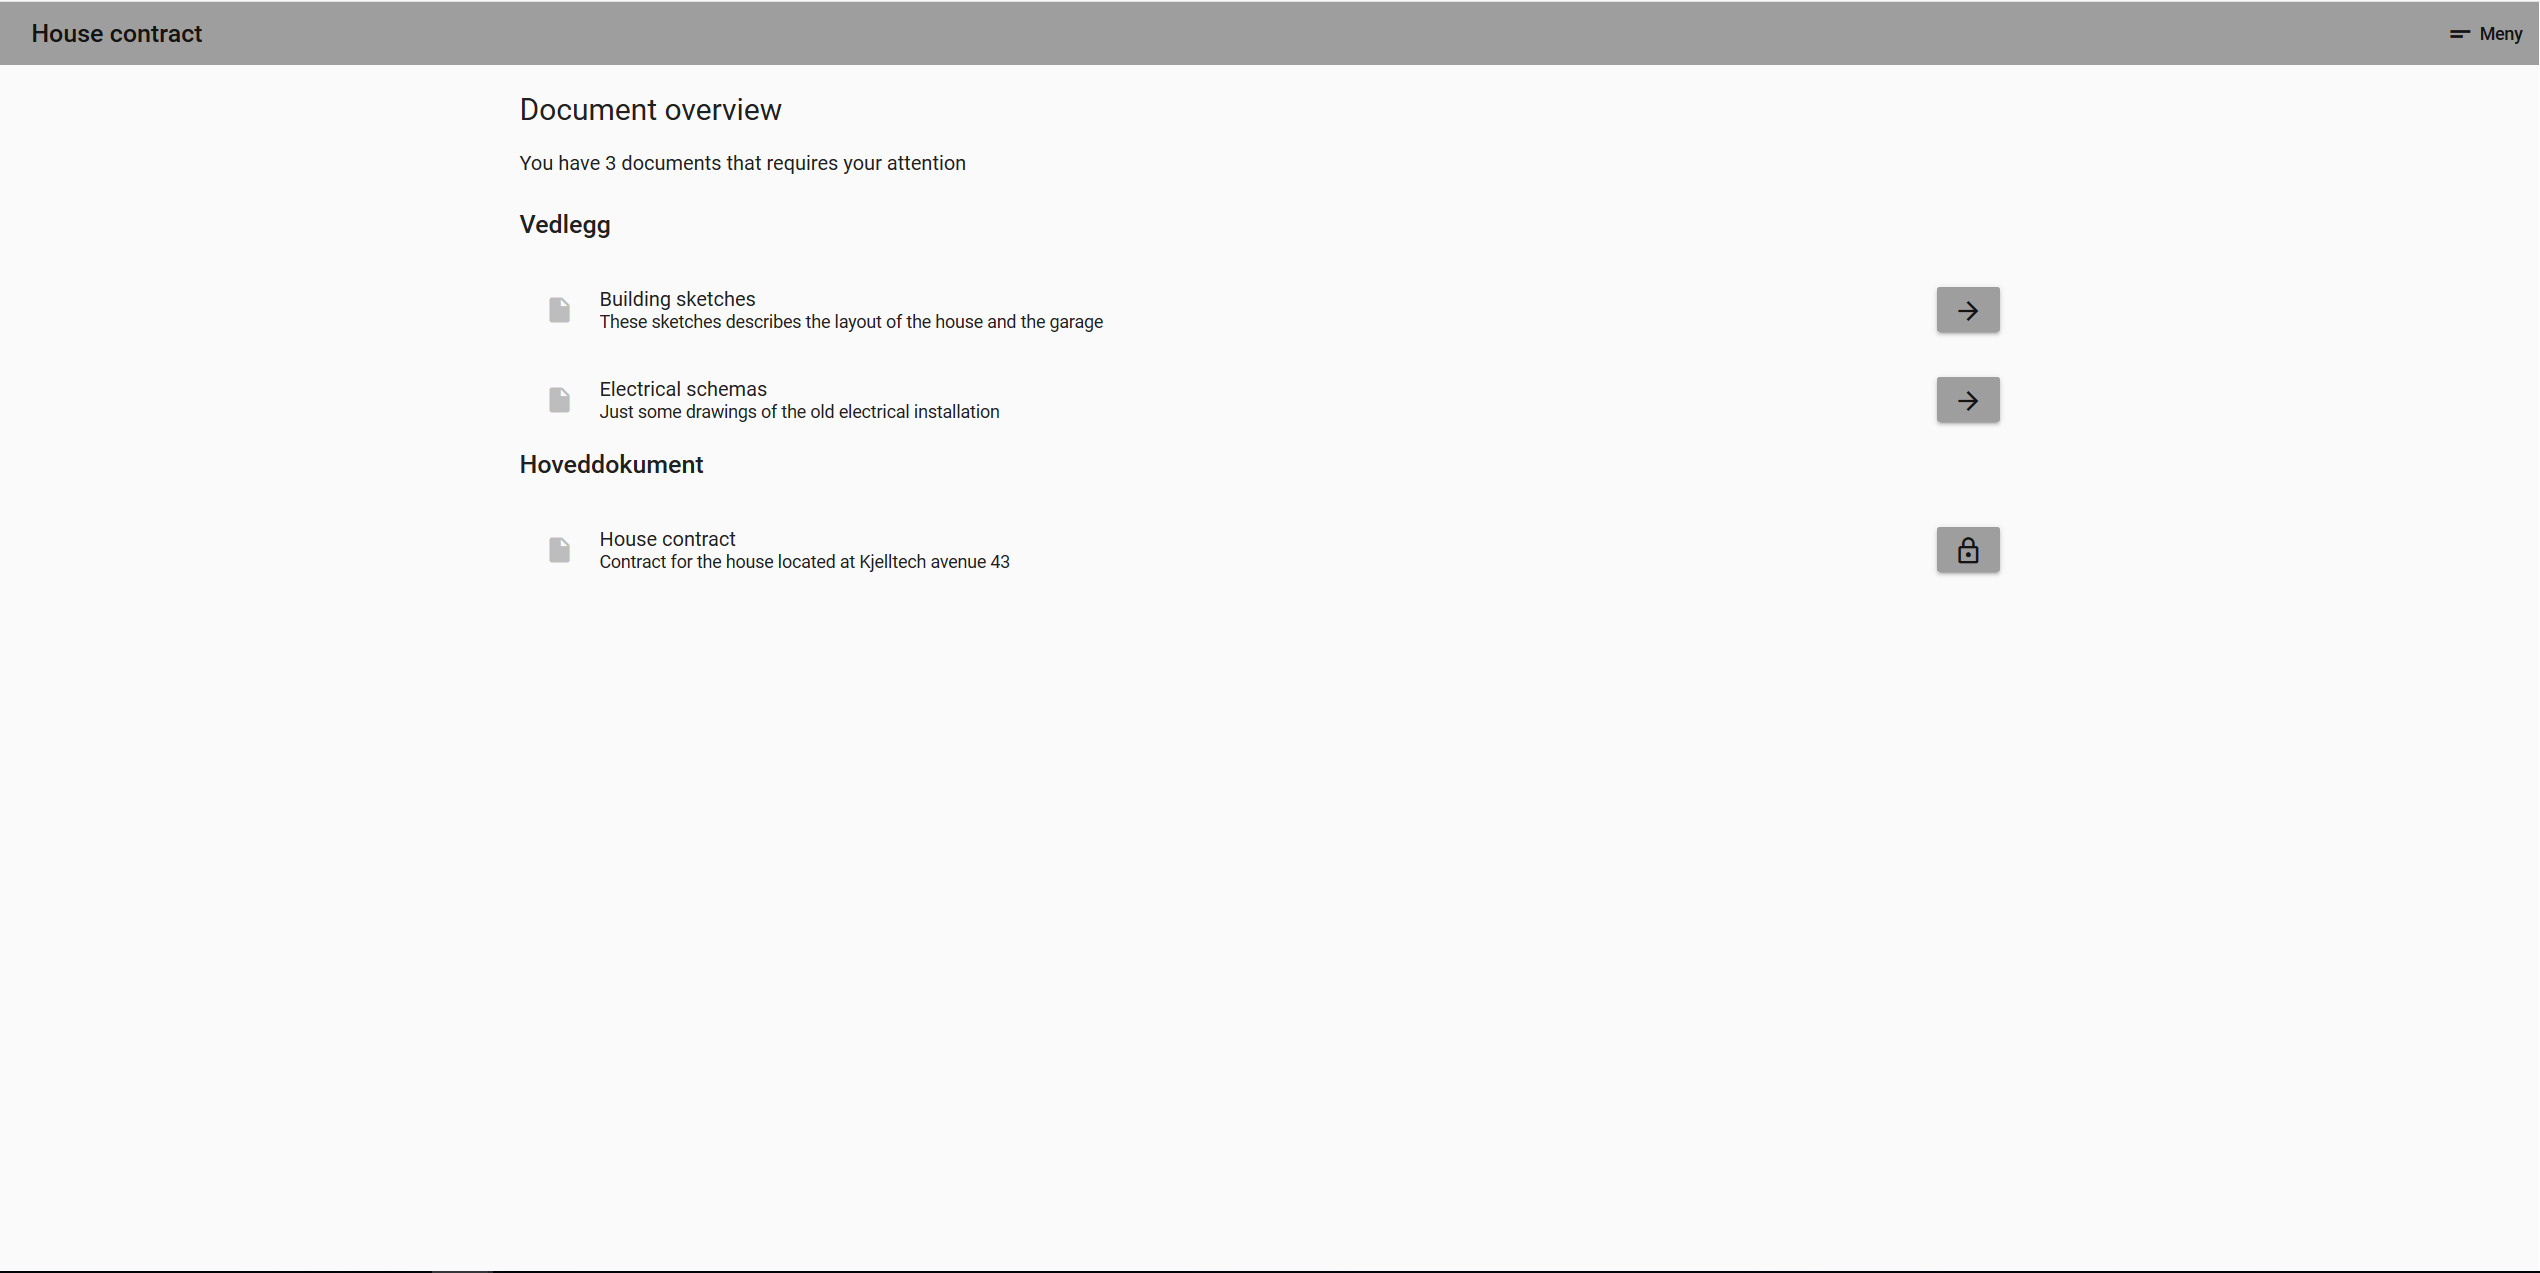 House contract
Meny
Document overview
You have 3 documents that requires your attention
Vedlegg
Building sketches
These sketches describes the layout of the house and the garage
Electrical schemas
Just some drawings of the old electrical installation
Hoveddokument
House contract
Contract for the house located at Kjelltech avenue 43